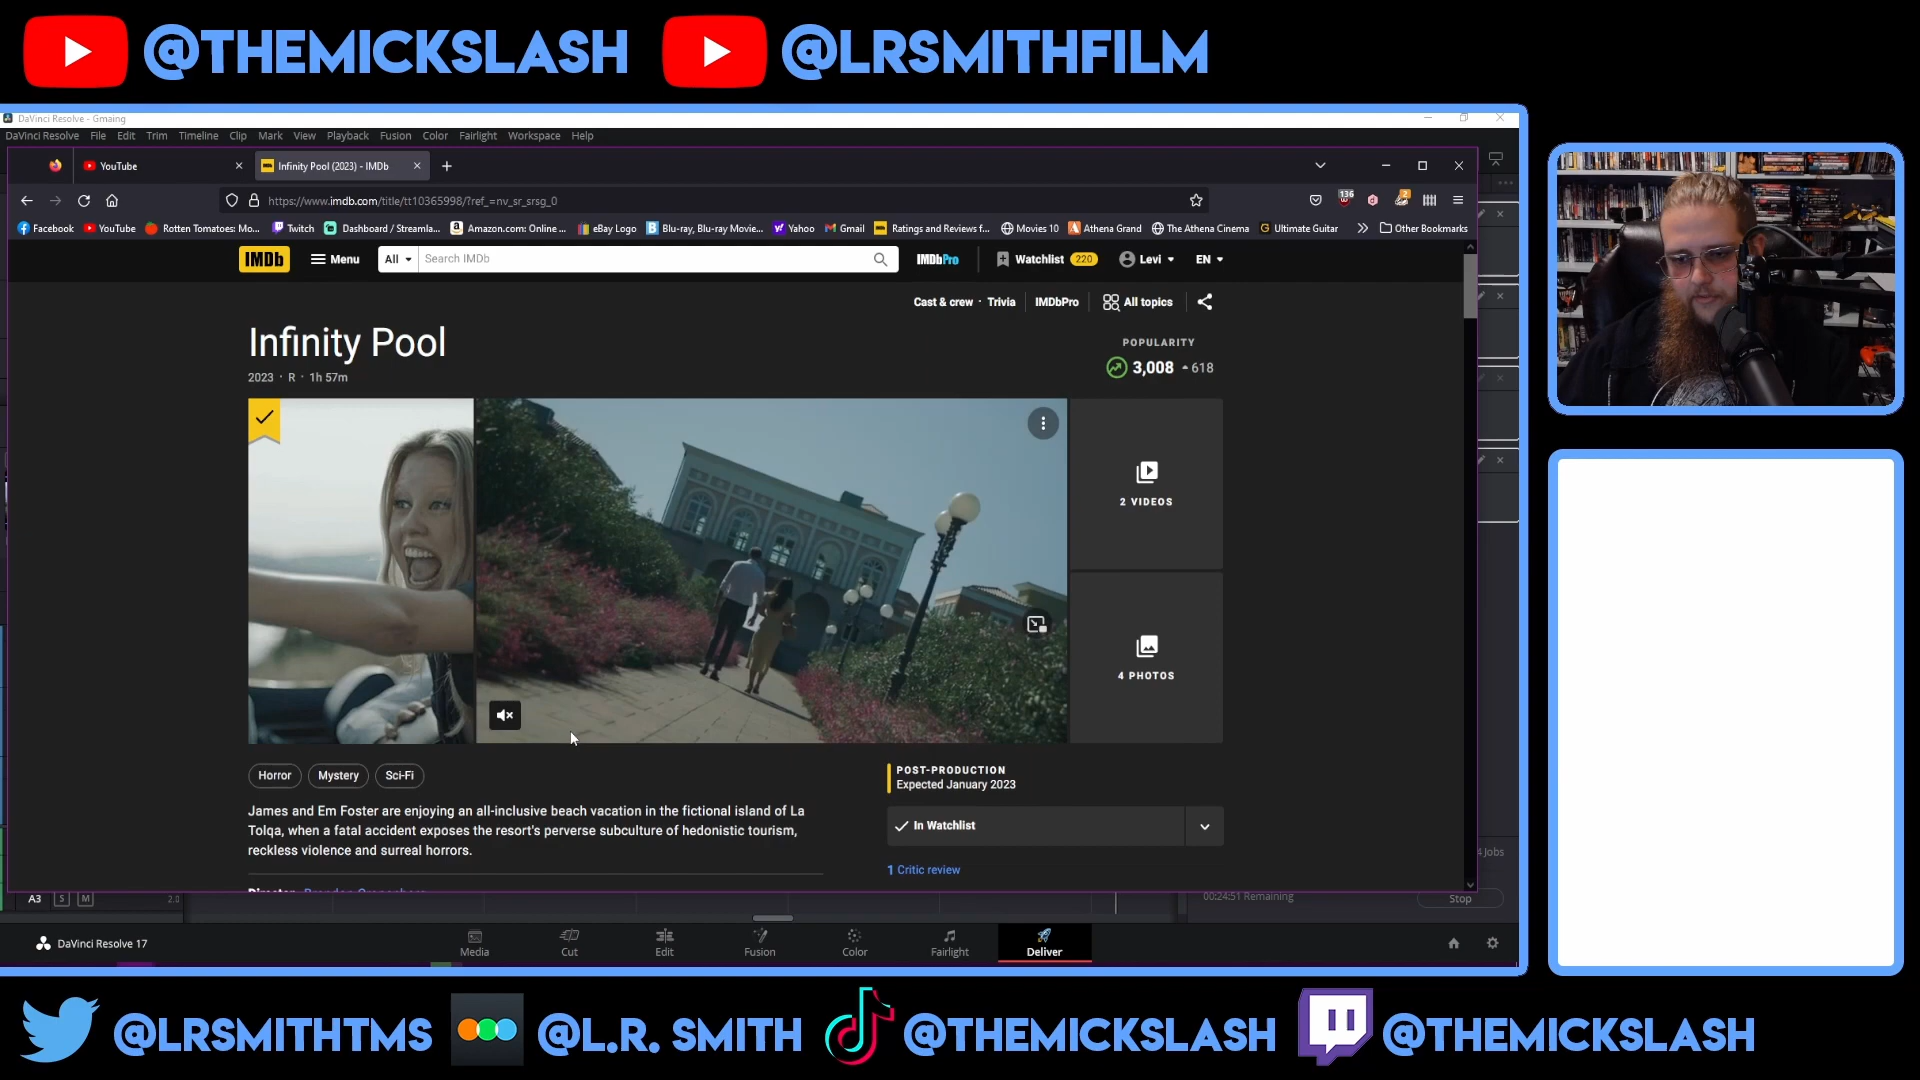 @THEMICKSLASH @LRSMITHFILM
DaVinci Resolve - Gmaing
DaVinci Resolve File Edit Trim Timeline Clip Mark View Playback Fusion Color Fairlight Workspace Help
YouTube Infinity Pool (2023) - IMDb
https://www.imdb.com/title/tt10365998/?ref_=nv_sr_srsg_0 136 2
Facebook YouTube Rotten Tomatoes: Mo... Twitch Dashboard / Streamla... Amazon.com: Online ... eBay Logo Blu-ray, Blu-ray Movie... Yahoo Gmail Ratings and Reviews f... Movies 10 Athena Grand The Athena Cinema Ultimate Guitar Other Bookmarks
IMDb Menu All Search IMDb IMDbPro Watchlist 220 Levi EN
Cast & crew · Trivia IMDbPro All topics
Infinity Pool
POPULARITY
2023 · R · 1h 57m
3,008 618
2 VIDEOS
4 PHOTOS
Horror Mystery Sci-Fi
POST-PRODUCTION
Expected January 2023
James and Em Foster are enjoying an all-inclusive beach vacation in the fictional island of La
Tolqa, when a fatal accident exposes the resort's perverse subculture of hedonistic tourism,
reckless violence and surreal horrors.
In Watchlist
1 Critic review
Jobs
A3 S M 2.0
00:24:51 Remaining Stop
DaVinci Resolve 17
Media Cut Edit Fusion Color Fairlight Deliver
@LRSMITHTMS @L.R. SMITH @THEMICKSLASH @THEMICKSLASH